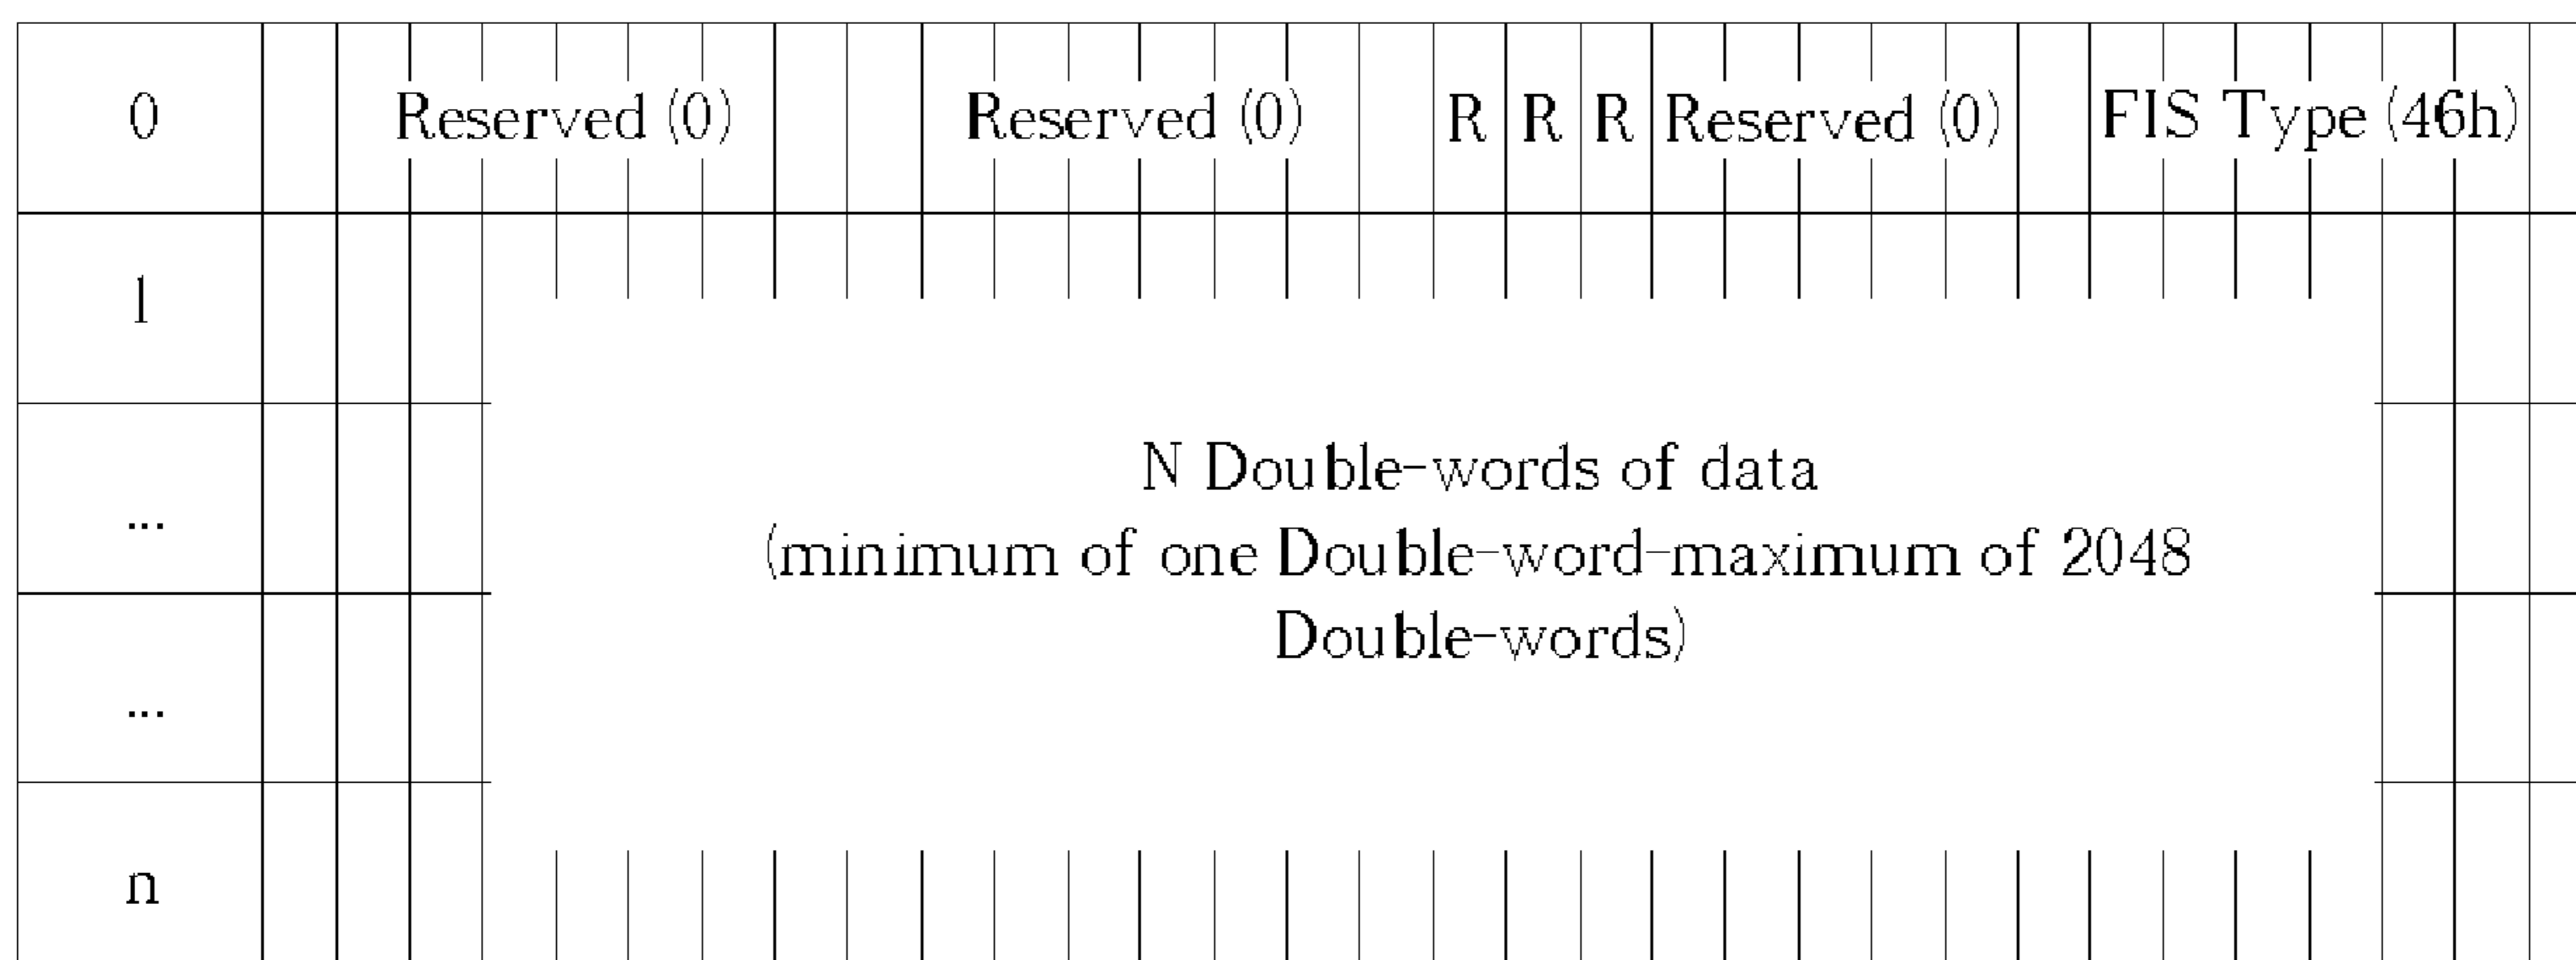 0 Reserved (0) Reserved (0) R R R Reserved (0) FIS Type (46h)
1
...
N Double-words of data
(minimum of one Double-word-maximum of 2048
Double-words)
...
n